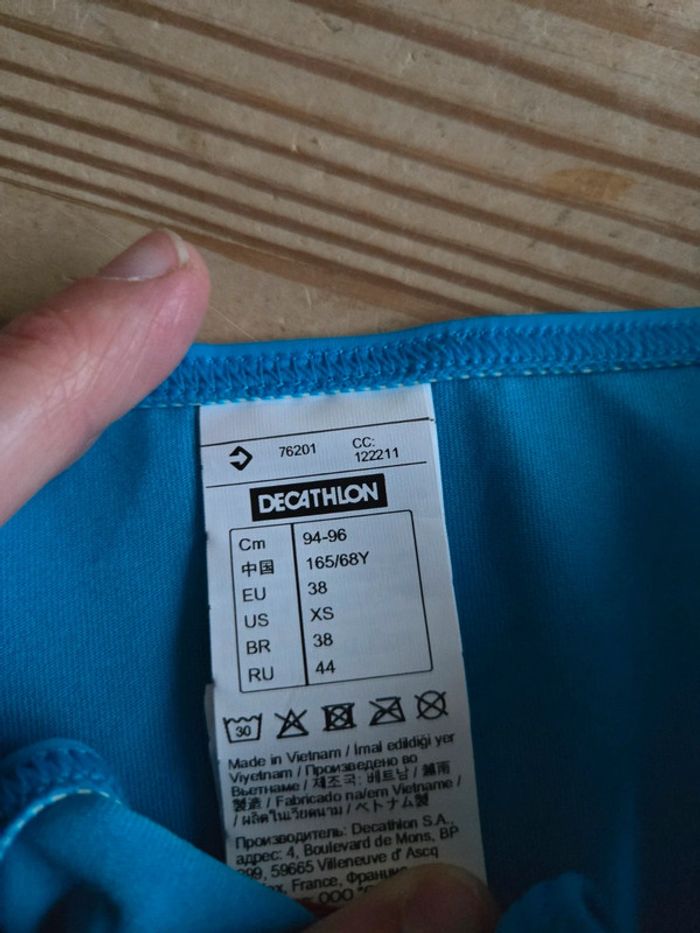 76201 CC:
122211
DECATHLON
Cm 94-96
中国 165/68Y
EU 38
US XS
BR 38
RU 44
30
Made in Vietnam / İmal edildiği yer
Viyetnam / Произведено во
Вьетнаме / 제조국: 베트남 / 越南
製造 / Fabricado na/em Vietname /
/ ผลิตในเวียดนาม / ベトナム製
Производитель: Decathlon S.A.,
адрес: 4, Boulevard de Mons, BP
299, 59665 Villeneuve d' Ascq
France, Франция
ООО